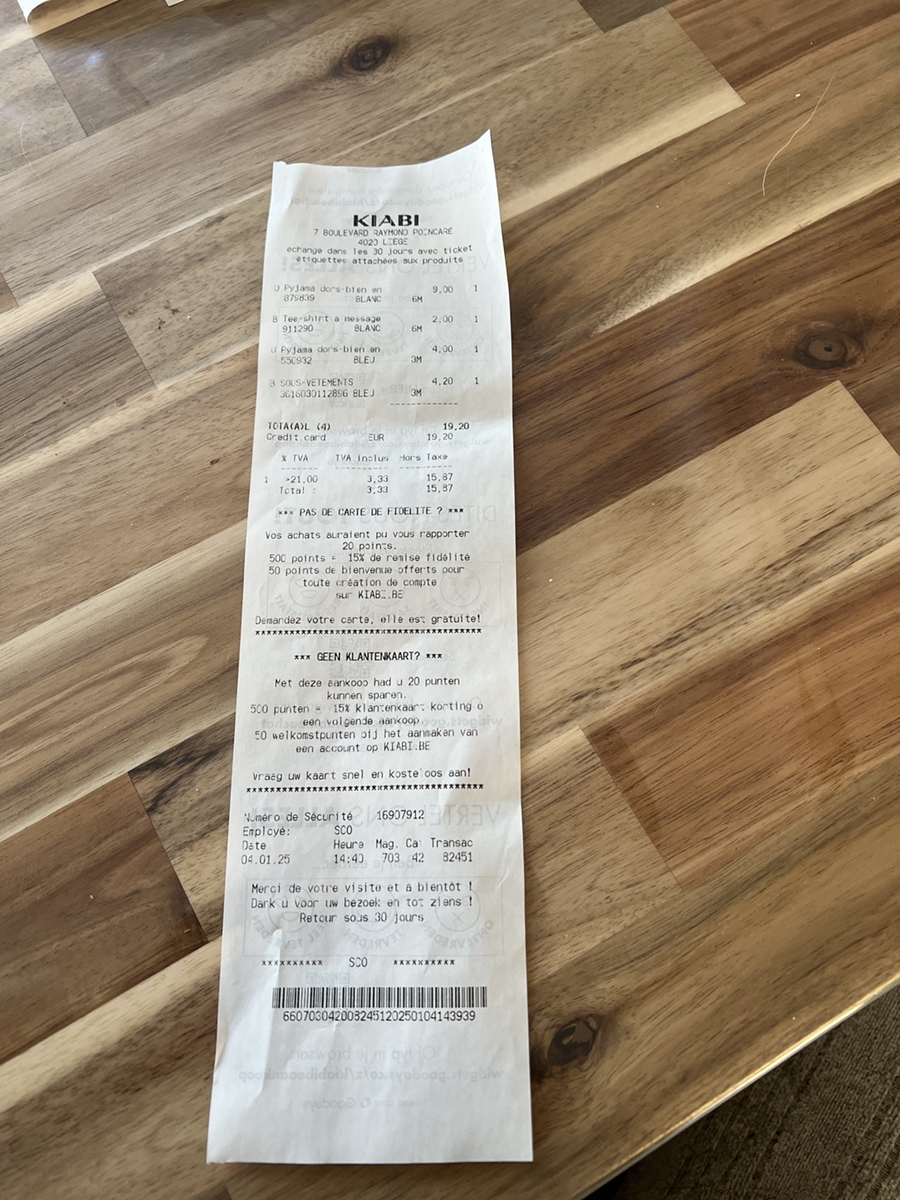 KIABI
7 BOULEVARD RAYMOND POINCARÉ
4020 LIEGE
echange dans les 30 jours avec ticket
étiquettes attachées aux produits
U Pyjama dors-bien en 9,00 1
879839 BLANC 6M
B Tee-shirt a message 2,00 1
911290 BLANC 6M
U Pyjama dors-bien en 4,00 1
550932 BLEU 3M
B SOUS-VETEMENTS 4,20 1
3616030112896 BLEU 3M
------------
TOTA(A)L (4) 19,20
Credit card EUR 19,20
% TVA TVA inclus Hors Taxe
1 >21,00 3,33 15,87
Total : 3,33 15,87
*** PAS DE CARTE DE FIDELITE ? ***
Vos achats auraient pu vous rapporter
20 points.
500 points = 15% de remise fidélité
50 points de bienvenue offerts pour
toute création de compte
sur KIABI.BE
Demandez votre carte, elle est gratuite!
*** GEEN KLANTENKAART? ***
Met deze aankoop had u 20 punten
kunnen sparen.
500 punten = 15% klantenkaart korting o
een volgende aankoop
50 welkomstpunten bij het aanmaken van
een account op KIABI.BE
Vraag uw kaart snel en kosteloos aan!
Numéro de Sécurité 16907912
Employé: SCO
Date Heure Mag. Ca: Transac
04.01.25 14:40 703 42 82451
Merci de votre visite et à bientôt !
Dank u voor uw bezoek en tot ziens !
Retour sous 30 jours
********** SCO **********
660703042008245120250104143939